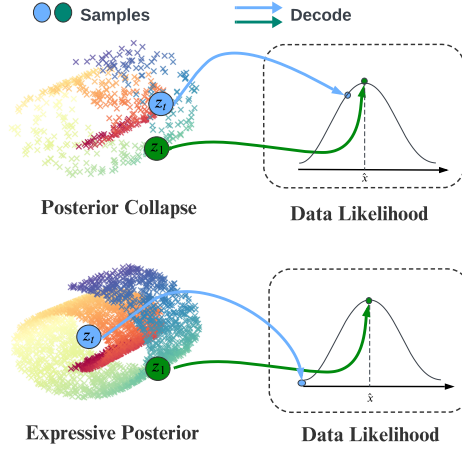 Samples Decode
z_t
z_1
x̂
Posterior Collapse Data Likelihood
z_t
z_1
x̂
Expressive Posterior Data Likelihood